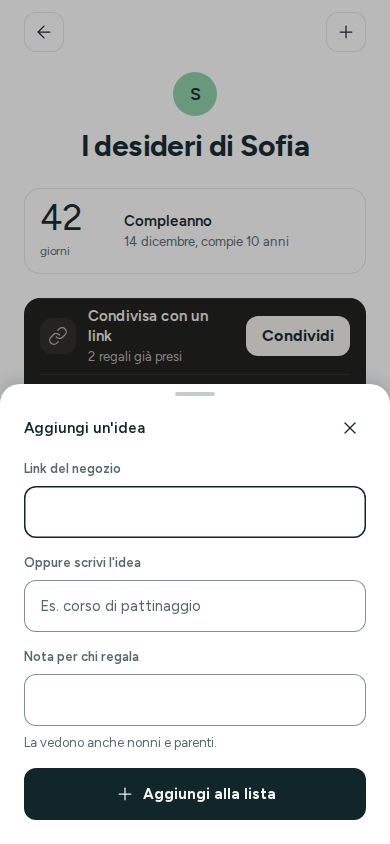 S
I desideri di Sofia
42
giorni
Compleanno
14 dicembre, compie 10 anni
Condivisa con un
link
2 regali già presi
Condividi
Aggiungi un'idea
Link del negozio
Oppure scrivi l'idea
Es. corso di pattinaggio
Nota per chi regala
La vedono anche nonni e parenti.
Aggiungi alla lista